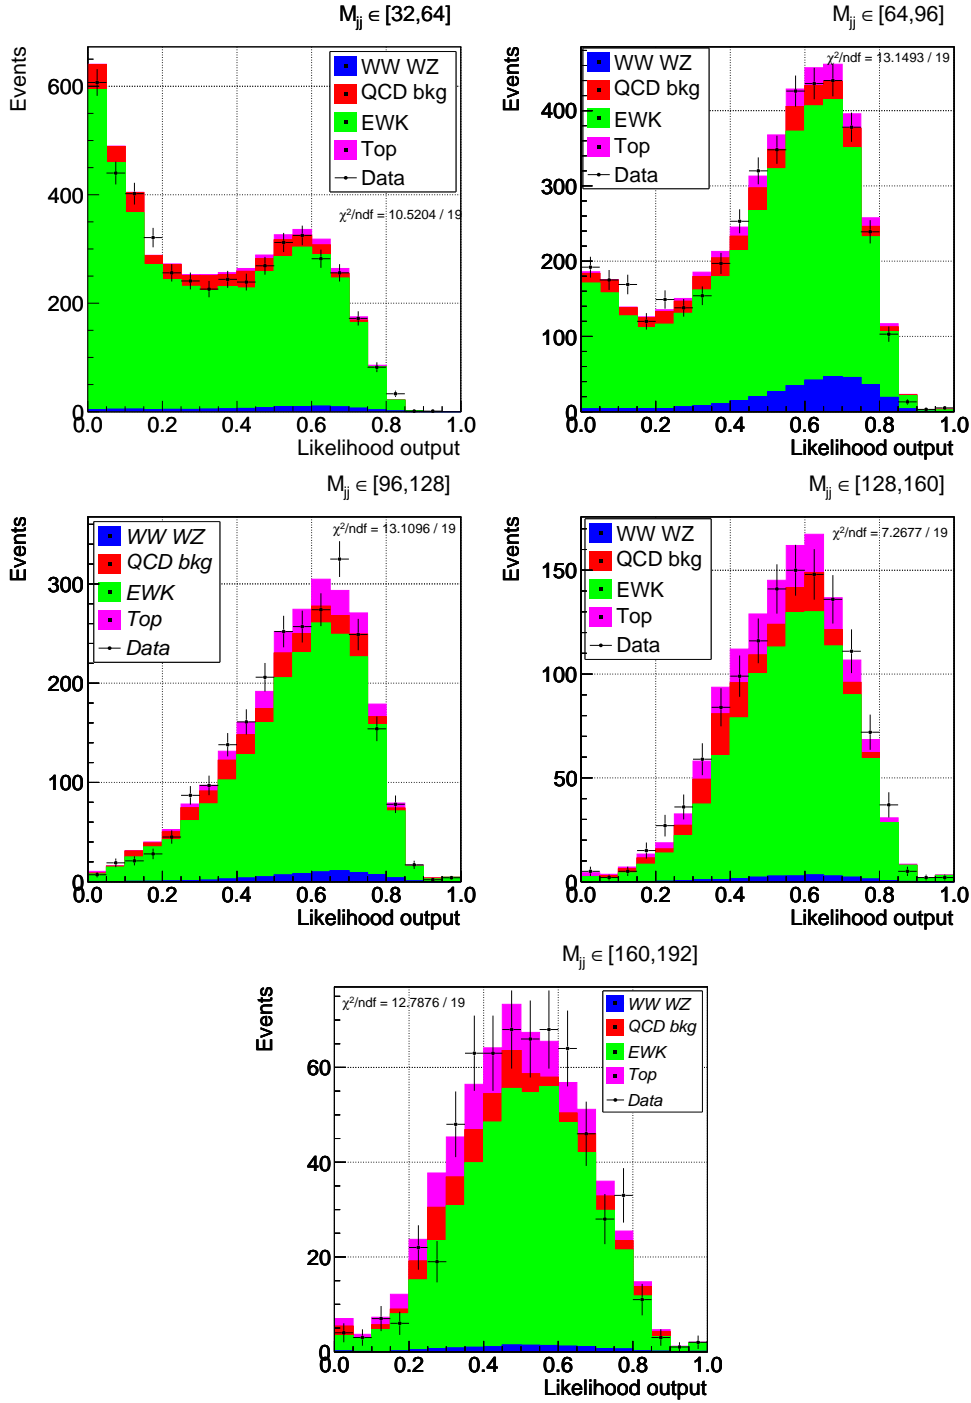 M_jj ∈ [32,64]
Events
600
400
200
0
WW WZ
QCD bkg
EWK
Top
Data
χ²/ndf = 10.5204 / 19
0.0 0.2 0.4 0.6 0.8 1.0
Likelihood output
M_jj ∈ [64,96]
Events
400
300
200
100
0
WW WZ
QCD bkg
EWK
Top
Data
χ²/ndf = 13.1493 / 19
0.0 0.2 0.4 0.6 0.8 1.0
Likelihood output
M_jj ∈ [96,128]
Events
300
200
100
0
WW WZ
QCD bkg
EWK
Top
Data
χ²/ndf = 13.1096 / 19
0.0 0.2 0.4 0.6 0.8 1.0
Likelihood output
M_jj ∈ [128,160]
Events
150
100
50
0
WW WZ
QCD bkg
EWK
Top
Data
χ²/ndf = 7.2677 / 19
0.0 0.2 0.4 0.6 0.8 1.0
Likelihood output
M_jj ∈ [160,192]
Events
60
40
20
0
χ²/ndf = 12.7876 / 19
WW WZ
QCD bkg
EWK
Top
Data
0.0 0.2 0.4 0.6 0.8 1.0
Likelihood output